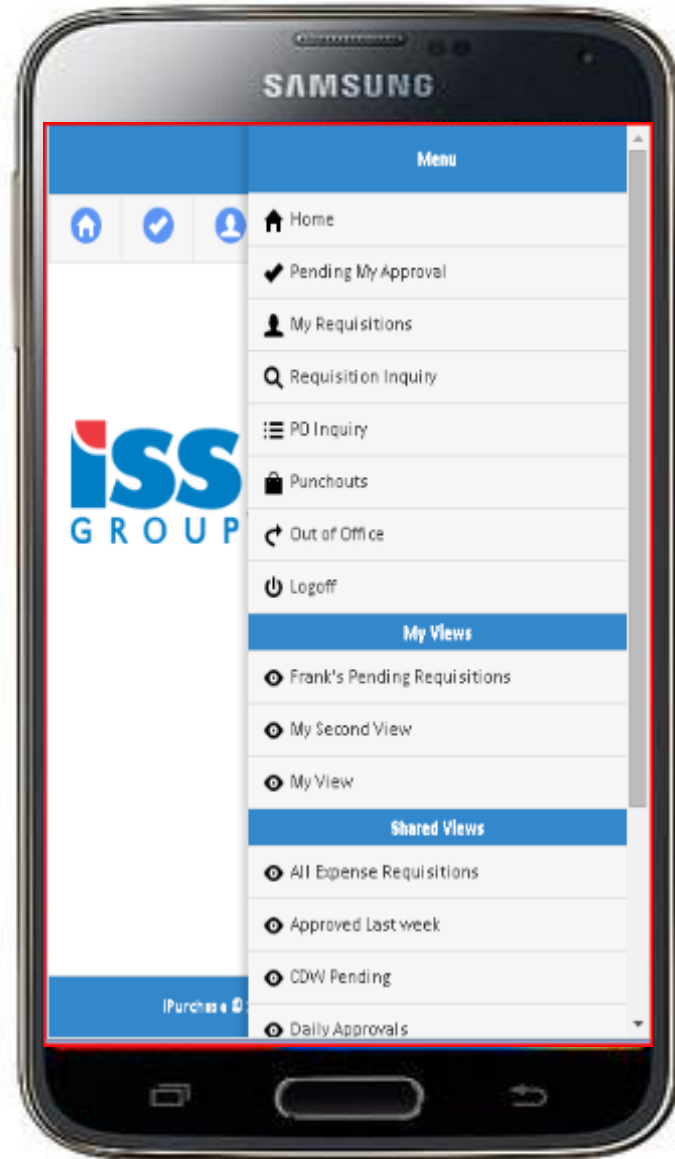 SAMSUNG
Menu
Home
Pending My Approval
My Requisitions
Requisition Inquiry
PO Inquiry
Punchouts
Out of Office
Logoff
My Views
Frank's Pending Requisitions
My Second View
My View
Shared Views
All Expense Requisitions
Approved Last week
CDW Pending
Daily Approvals
iss
GROUP
iPurchase ©